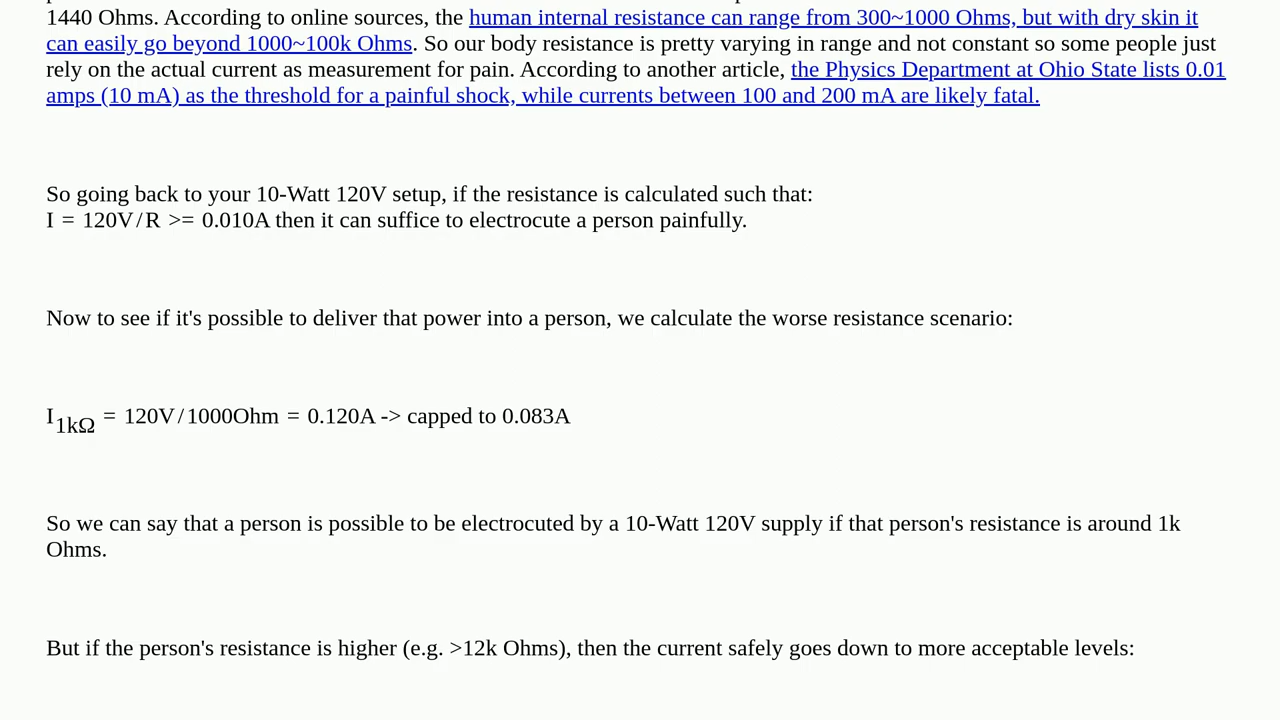 1440 Ohms. According to online sources, the human internal resistance can range from 300~1000 Ohms, but with dry skin it
can easily go beyond 1000~100k Ohms. So our body resistance is pretty varying in range and not constant so some people just
rely on the actual current as measurement for pain. According to another article, the Physics Department at Ohio State lists 0.01
amps (10 mA) as the threshold for a painful shock, while currents between 100 and 200 mA are likely fatal.
So going back to your 10-Watt 120V setup, if the resistance is calculated such that:
I = 120V/R >= 0.010A then it can suffice to electrocute a person painfully.
Now to see if it's possible to deliver that power into a person, we calculate the worse resistance scenario:
I1kΩ = 120V/1000Ohm = 0.120A -> capped to 0.083A
So we can say that a person is possible to be electrocuted by a 10-Watt 120V supply if that person's resistance is around 1k
Ohms.
But if the person's resistance is higher (e.g. >12k Ohms), then the current safely goes down to more acceptable levels: